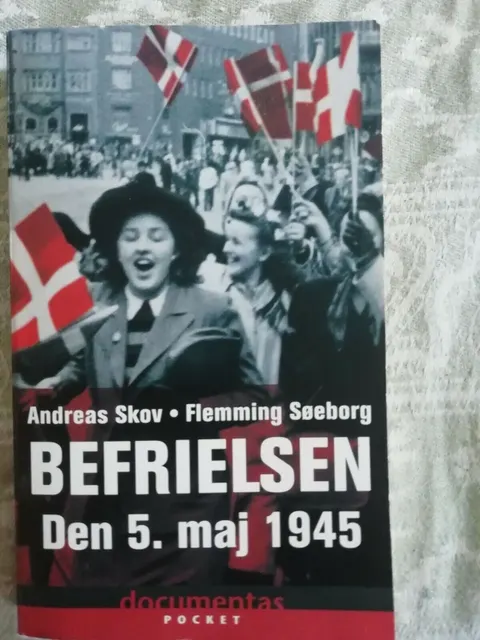 Andreas Skov • Flemming Søeborg
BEFRIELSEN
Den 5. maj 1945
documentas
POCKET